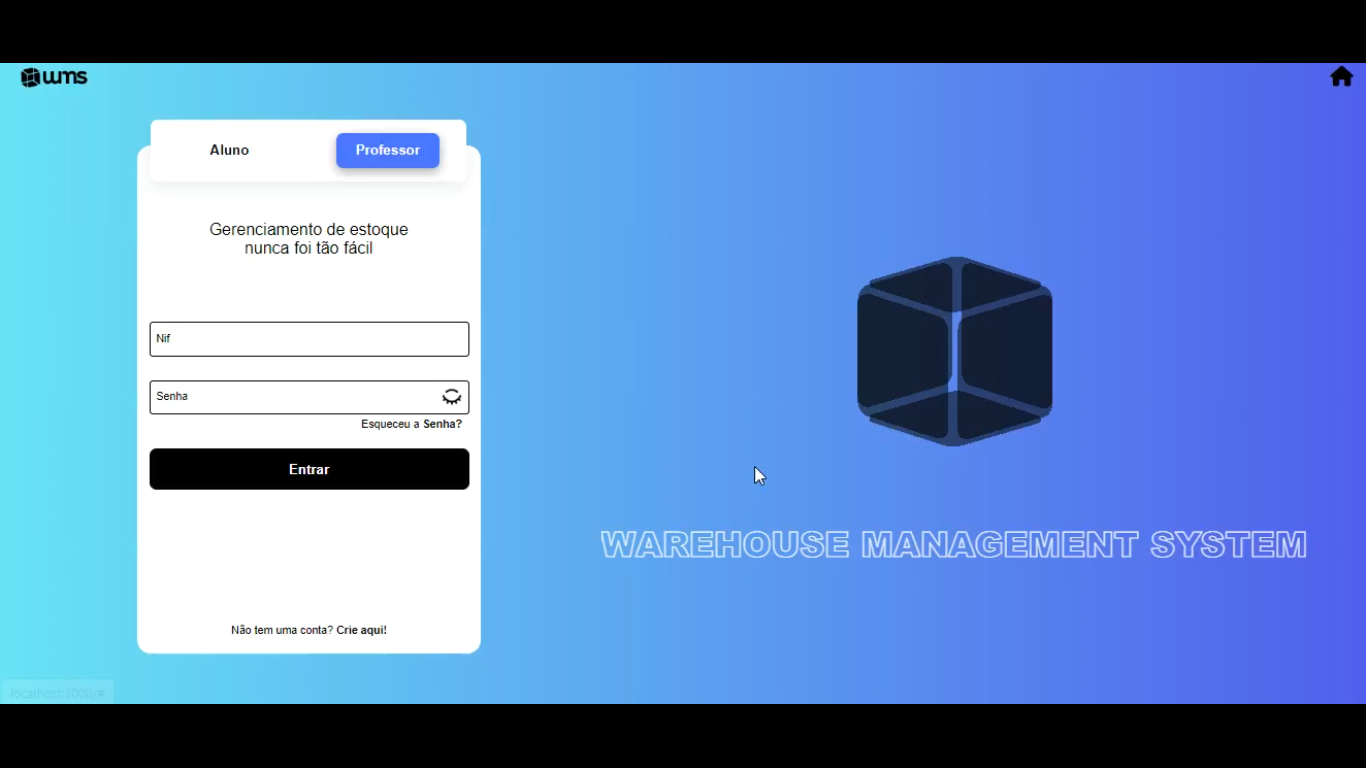 wms
Aluno
Professor
Gerenciamento de estoque
nunca foi tão fácil
Nif
Senha
Esqueceu a Senha?
Entrar
WAREHOUSE MANAGEMENT SYSTEM
Não tem uma conta? Crie aqui!
localhost:3000/#